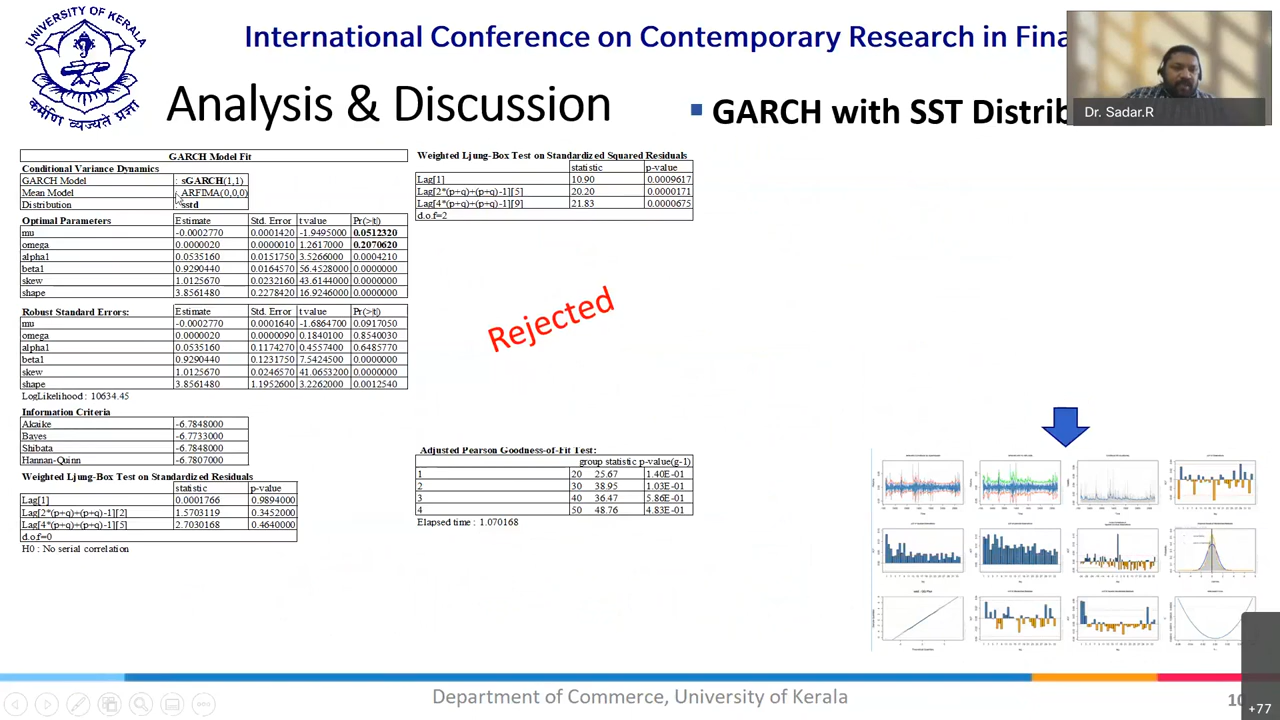 UNIVERSITY OF KERALA
कर्मणि व्यज्यते प्रज्ञा
International Conference on Contemporary Research in Fina
Dr. Sadar.R
Analysis & Discussion
GARCH with SST Distrib
GARCH Model Fit
Conditional Variance Dynamics
GARCH Model : sGARCH(1,1)
Mean Model : ARFIMA(0,0,0)
Distribution : sstd
Optimal Parameters Estimate Std. Error t value Pr(>|t|)
mu -0.0002770 0.0001420 -1.9495000 0.0512320
omega 0.0000020 0.0000010 1.2617000 0.2070620
alpha1 0.0535160 0.0151750 3.5266000 0.0004210
beta1 0.9290440 0.0164570 56.4528000 0.0000000
skew 1.0125670 0.0232160 43.6144000 0.0000000
shape 3.8561480 0.2278420 16.9246000 0.0000000
Robust Standard Errors: Estimate Std. Error t value Pr(>|t|)
mu -0.0002770 0.0001640 -1.6864700 0.0917050
omega 0.0000020 0.0000090 0.1840100 0.8540030
alpha1 0.0535160 0.1174270 0.4557400 0.6485770
beta1 0.9290440 0.1231750 7.5424500 0.0000000
skew 1.0125670 0.0246570 41.0653200 0.0000000
shape 3.8561480 1.1952600 3.2262000 0.0012540
LogLikelihood : 10634.45
Information Criteria
Akaike -6.7848000
Bayes -6.7733000
Shibata -6.7848000
Hannan-Quinn -6.7807000
Weighted Ljung-Box Test on Standardized Residuals
statistic p-value
Lag[1] 0.0001766 0.9894000
Lag[2*(p+q)+(p+q)-1][2] 1.5703119 0.3452000
Lag[4*(p+q)+(p+q)-1][5] 2.7030168 0.4640000
d.o.f=0
H0 : No serial correlation
Weighted Ljung-Box Test on Standardized Squared Residuals
statistic p-value
Lag[1] 10.90 0.0009617
Lag[2*(p+q)+(p+q)-1][5] 20.20 0.0000171
Lag[4*(p+q)+(p+q)-1][9] 21.83 0.0000675
d.o.f=2
Rejected
Adjusted Pearson Goodness-of-Fit Test:
group statistic p-value(g-1)
1 20 25.67 1.40E-01
2 30 38.95 1.03E-01
3 40 36.47 5.86E-01
4 50 48.76 4.83E-01
Elapsed time : 1.070168
Department of Commerce, University of Kerala
+77